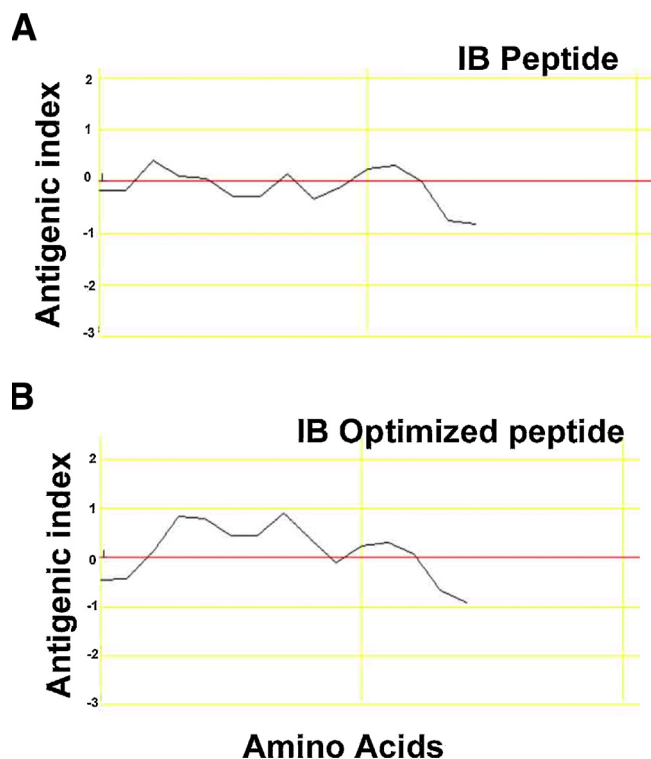 A
IB Peptide
Antigenic index
2
1
0
-1
-2
-3
B
IB Optimized peptide
Antigenic index
2
1
0
-1
-2
-3
Amino Acids